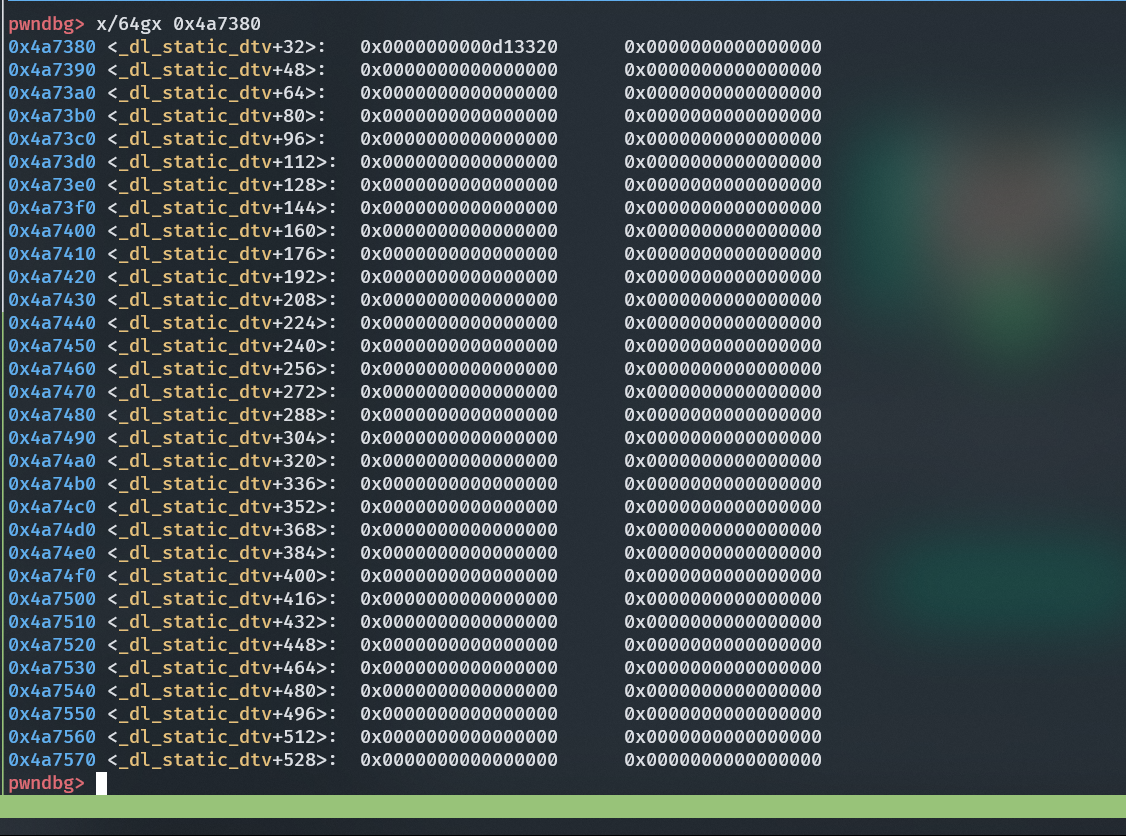 pwndbg> x/64gx 0x4a7380
0x4a7380 <_dl_static_dtv+32>: 0x0000000000d13320 0x0000000000000000
0x4a7390 <_dl_static_dtv+48>: 0x0000000000000000 0x0000000000000000
0x4a73a0 <_dl_static_dtv+64>: 0x0000000000000000 0x0000000000000000
0x4a73b0 <_dl_static_dtv+80>: 0x0000000000000000 0x0000000000000000
0x4a73c0 <_dl_static_dtv+96>: 0x0000000000000000 0x0000000000000000
0x4a73d0 <_dl_static_dtv+112>: 0x0000000000000000 0x0000000000000000
0x4a73e0 <_dl_static_dtv+128>: 0x0000000000000000 0x0000000000000000
0x4a73f0 <_dl_static_dtv+144>: 0x0000000000000000 0x0000000000000000
0x4a7400 <_dl_static_dtv+160>: 0x0000000000000000 0x0000000000000000
0x4a7410 <_dl_static_dtv+176>: 0x0000000000000000 0x0000000000000000
0x4a7420 <_dl_static_dtv+192>: 0x0000000000000000 0x0000000000000000
0x4a7430 <_dl_static_dtv+208>: 0x0000000000000000 0x0000000000000000
0x4a7440 <_dl_static_dtv+224>: 0x0000000000000000 0x0000000000000000
0x4a7450 <_dl_static_dtv+240>: 0x0000000000000000 0x0000000000000000
0x4a7460 <_dl_static_dtv+256>: 0x0000000000000000 0x0000000000000000
0x4a7470 <_dl_static_dtv+272>: 0x0000000000000000 0x0000000000000000
0x4a7480 <_dl_static_dtv+288>: 0x0000000000000000 0x0000000000000000
0x4a7490 <_dl_static_dtv+304>: 0x0000000000000000 0x0000000000000000
0x4a74a0 <_dl_static_dtv+320>: 0x0000000000000000 0x0000000000000000
0x4a74b0 <_dl_static_dtv+336>: 0x0000000000000000 0x0000000000000000
0x4a74c0 <_dl_static_dtv+352>: 0x0000000000000000 0x0000000000000000
0x4a74d0 <_dl_static_dtv+368>: 0x0000000000000000 0x0000000000000000
0x4a74e0 <_dl_static_dtv+384>: 0x0000000000000000 0x0000000000000000
0x4a74f0 <_dl_static_dtv+400>: 0x0000000000000000 0x0000000000000000
0x4a7500 <_dl_static_dtv+416>: 0x0000000000000000 0x0000000000000000
0x4a7510 <_dl_static_dtv+432>: 0x0000000000000000 0x0000000000000000
0x4a7520 <_dl_static_dtv+448>: 0x0000000000000000 0x0000000000000000
0x4a7530 <_dl_static_dtv+464>: 0x0000000000000000 0x0000000000000000
0x4a7540 <_dl_static_dtv+480>: 0x0000000000000000 0x0000000000000000
0x4a7550 <_dl_static_dtv+496>: 0x0000000000000000 0x0000000000000000
0x4a7560 <_dl_static_dtv+512>: 0x0000000000000000 0x0000000000000000
0x4a7570 <_dl_static_dtv+528>: 0x0000000000000000 0x0000000000000000
pwndbg>